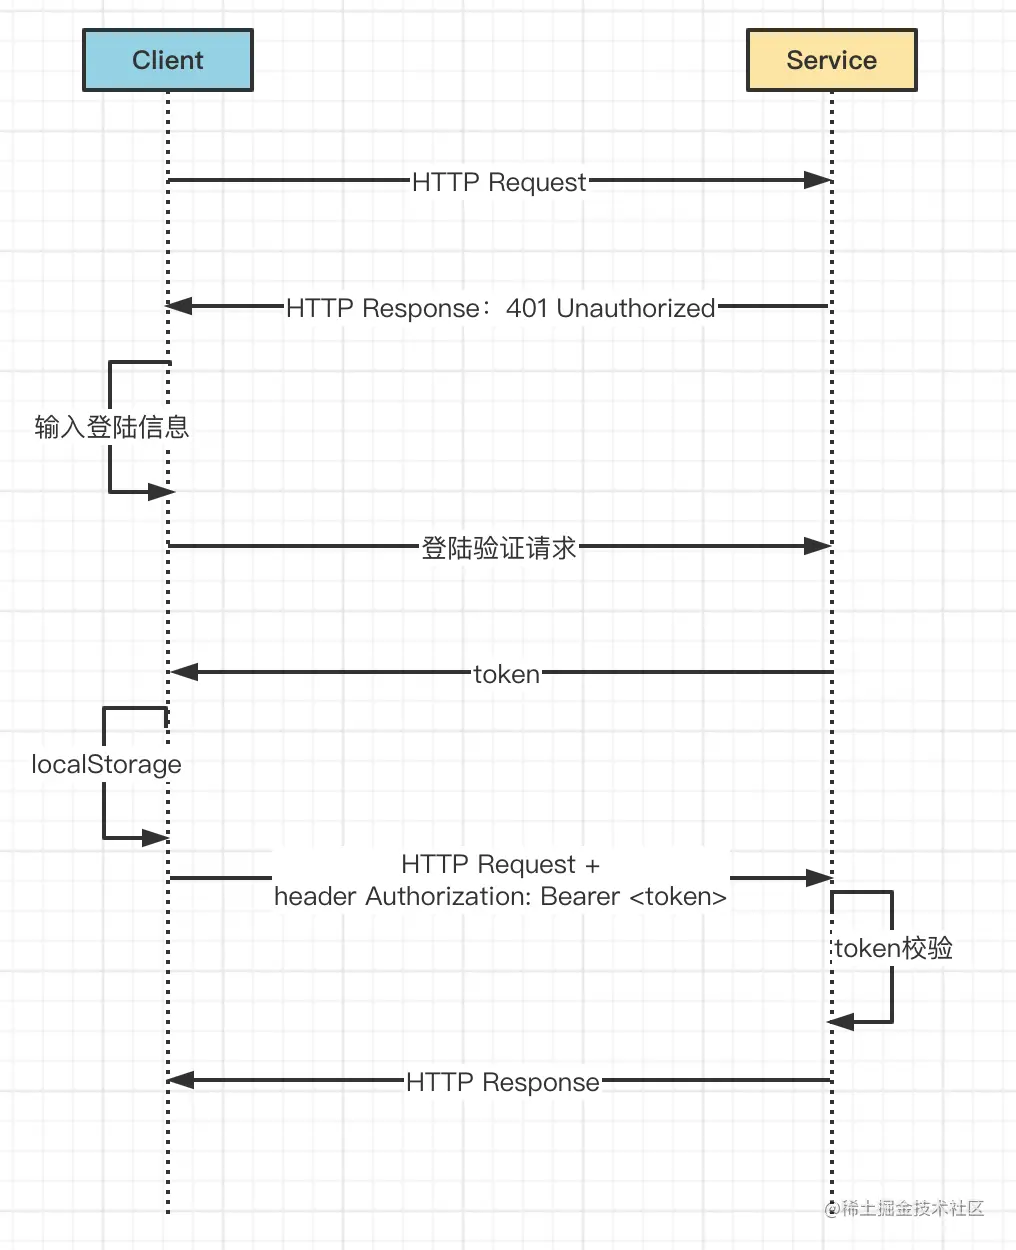 Client
Service
HTTP Request
HTTP Response：401 Unauthorized
输入登陆信息
登陆验证请求
token
localStorage
HTTP Request +
header Authorization: Bearer <token>
token校验
HTTP Response
@稀土掘金技术社区